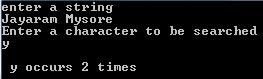 enter a string
Jayaram Mysore
Enter a character to be searched
y
y occurs 2 times